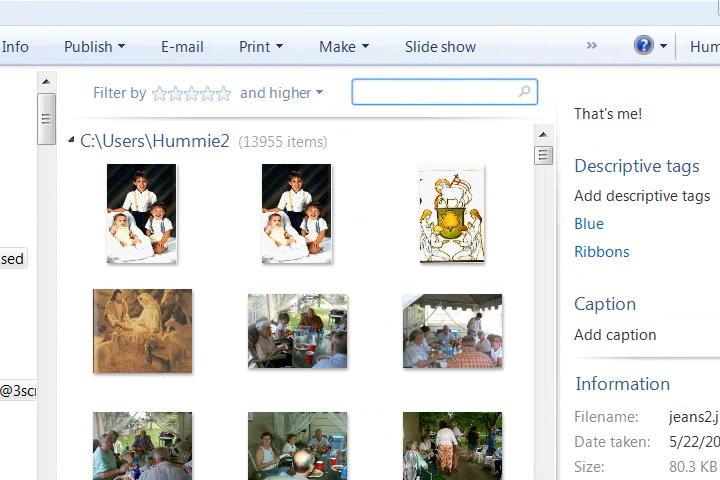 Info Publish E-mail Print Make Slide show » ? Hum
Filter by and higher
C:\Users\Hummie2 (13955 items)
That's me!
Descriptive tags
Add descriptive tags
Blue
Ribbons
sed
Caption
Add caption
@3scr
Information
Filename: jeans2.j
Date taken: 5/22/20
Size: 80.3 KB